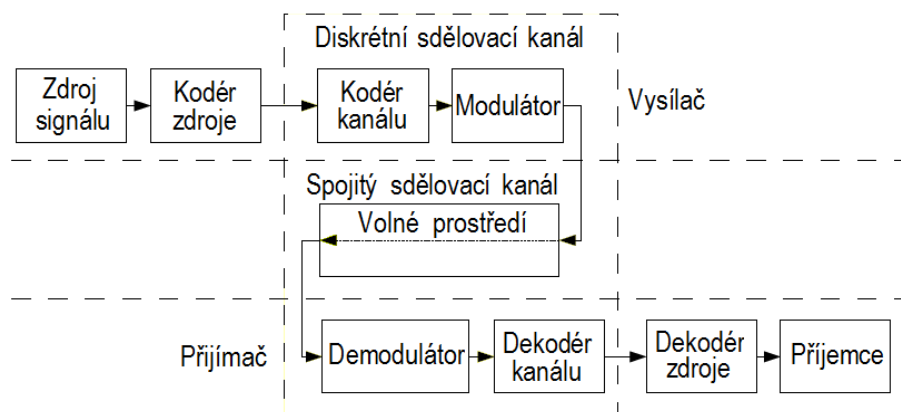 Diskrétní sdělovací kanál
Zdroj
signálu
Kodér
zdroje
Kodér
kanálu
Modulátor
Vysílač
Spojitý sdělovací kanál
Volné prostředí
Přijímač
Demodulátor
Dekodér
kanálu
Dekodér
zdroje
Příjemce